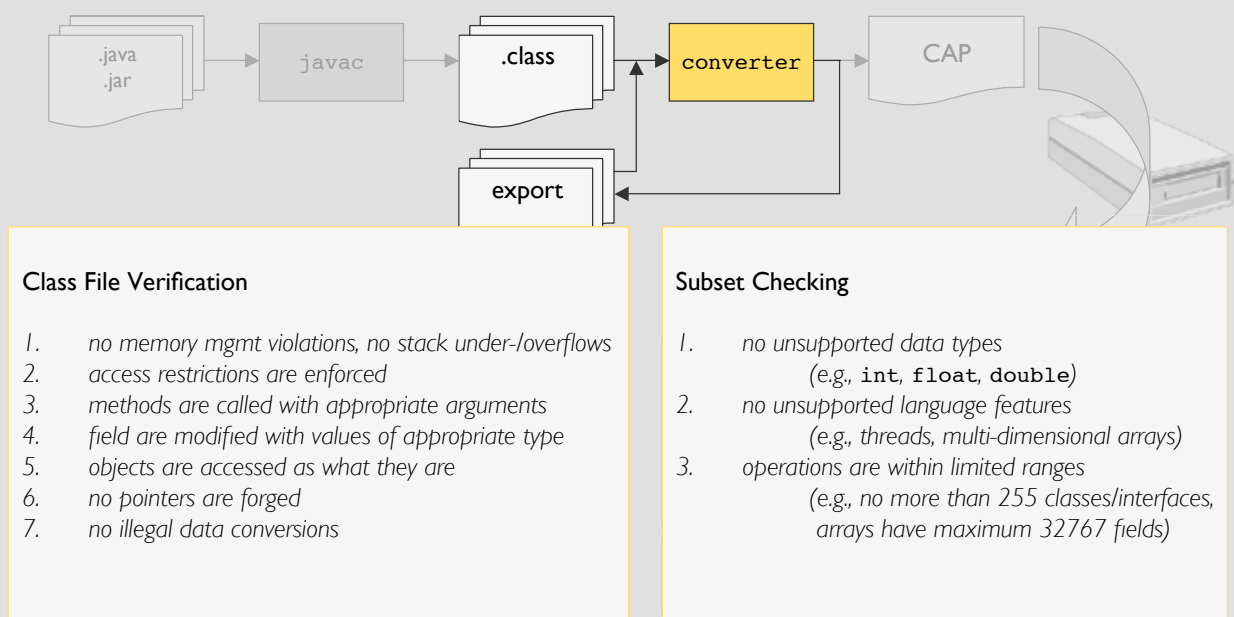 .java
.jar
javac
.class
converter
CAP
export
Class File Verification
1. no memory mgmt violations, no stack under-/overflows
2. access restrictions are enforced
3. methods are called with appropriate arguments
4. field are modified with values of appropriate type
5. objects are accessed as what they are
6. no pointers are forged
7. no illegal data conversions
Subset Checking
1. no unsupported data types
(e.g., int, float, double)
2. no unsupported language features
(e.g., threads, multi-dimensional arrays)
3. operations are within limited ranges
(e.g., no more than 255 classes/interfaces,
arrays have maximum 32767 fields)